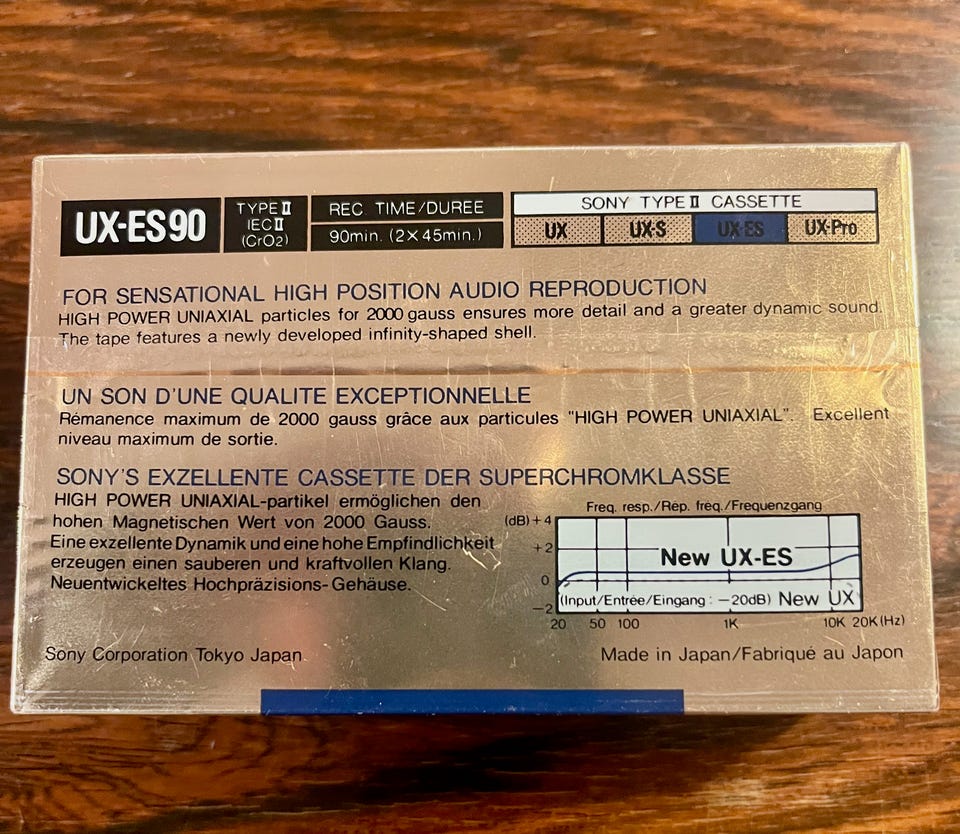 UX-ES90
TYPE II
IEC II
(CrO2)
REC. TIME/DUREE
90min. (2×45min.)
SONY TYPE II CASSETTE
UX UX-S UX-ES UX-Pro
FOR SENSATIONAL HIGH POSITION AUDIO REPRODUCTION
HIGH POWER UNIAXIAL particles for 2000 gauss ensures more detail and a greater dynamic sound.
The tape features a newly developed infinity-shaped shell.
UN SON D'UNE QUALITE EXCEPTIONNELLE
Rémanence maximum de 2000 gauss grâce aux particules "HIGH POWER UNIAXIAL". Excellent
niveau maximum de sortie.
SONY'S EXZELLENTE CASSETTE DER SUPERCHROMKLASSE
HIGH POWER UNIAXIAL-partikel ermöglichen den
hohen Magnetischen Wert von 2000 Gauss.
Eine exzellente Dynamik und eine hohe Empfindlichkeit
erzeugen einen sauberen und kraftvollen Klang.
Neuentwickeltes Hochpräzisions-Gehäuse.
Freq. resp./Rép. fréq./Frequenzgang
(dB) +4
+2
0
−2
New UX-ES
(Input/Entrée/Eingang : −20dB) New UX
20 50 100 1K 10K 20K (Hz)
Sony Corporation Tokyo Japan
Made in Japan/Fabriqué au Japon